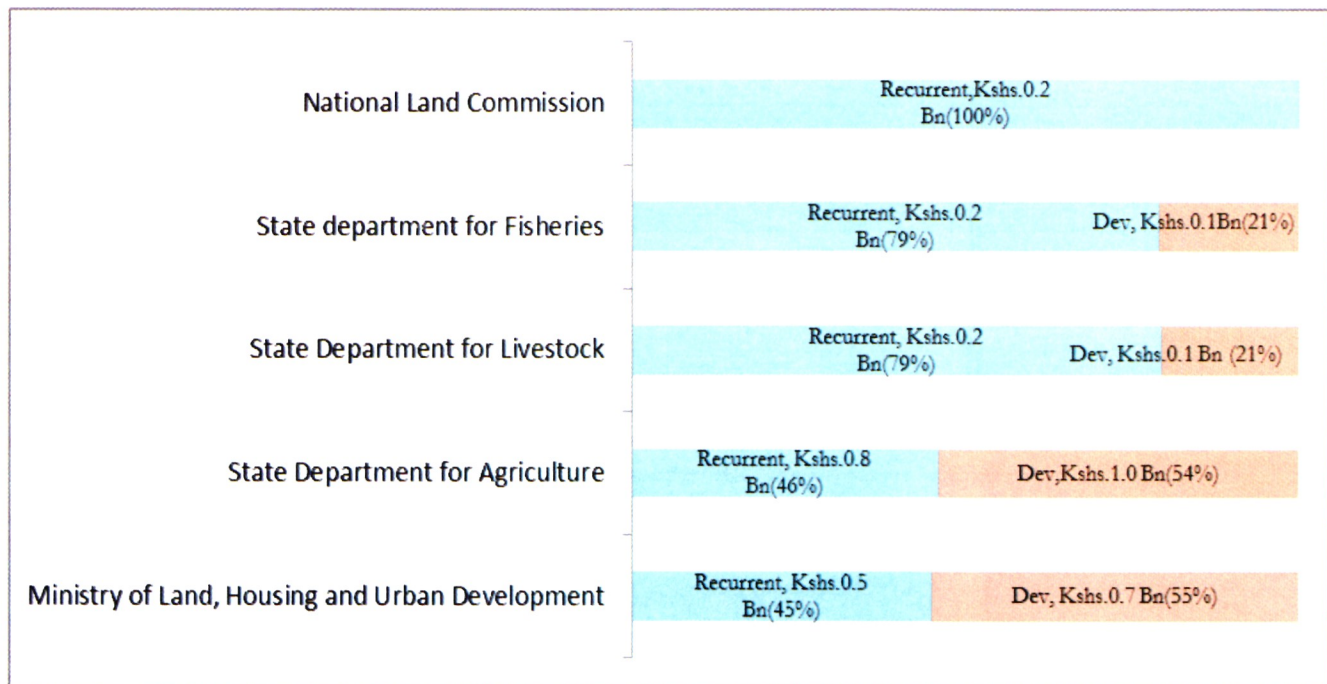 National Land Commission
Recurrent,Kshs.0.2
Bn(100%)
State department for Fisheries
Recurrent, Kshs.0.2
Bn(79%)
Dev, Kshs.0.1Bn(21%)
State Department for Livestock
Recurrent, Kshs.0.2
Bn(79%)
Dev, Kshs.0.1 Bn (21%)
State Department for Agriculture
Recurrent, Kshs.0.8
Bn(46%)
Dev,Kshs.1.0 Bn(54%)
Ministry of Land, Housing and Urban Development
Recurrent, Kshs.0.5
Bn(45%)
Dev, Kshs.0.7 Bn(55%)